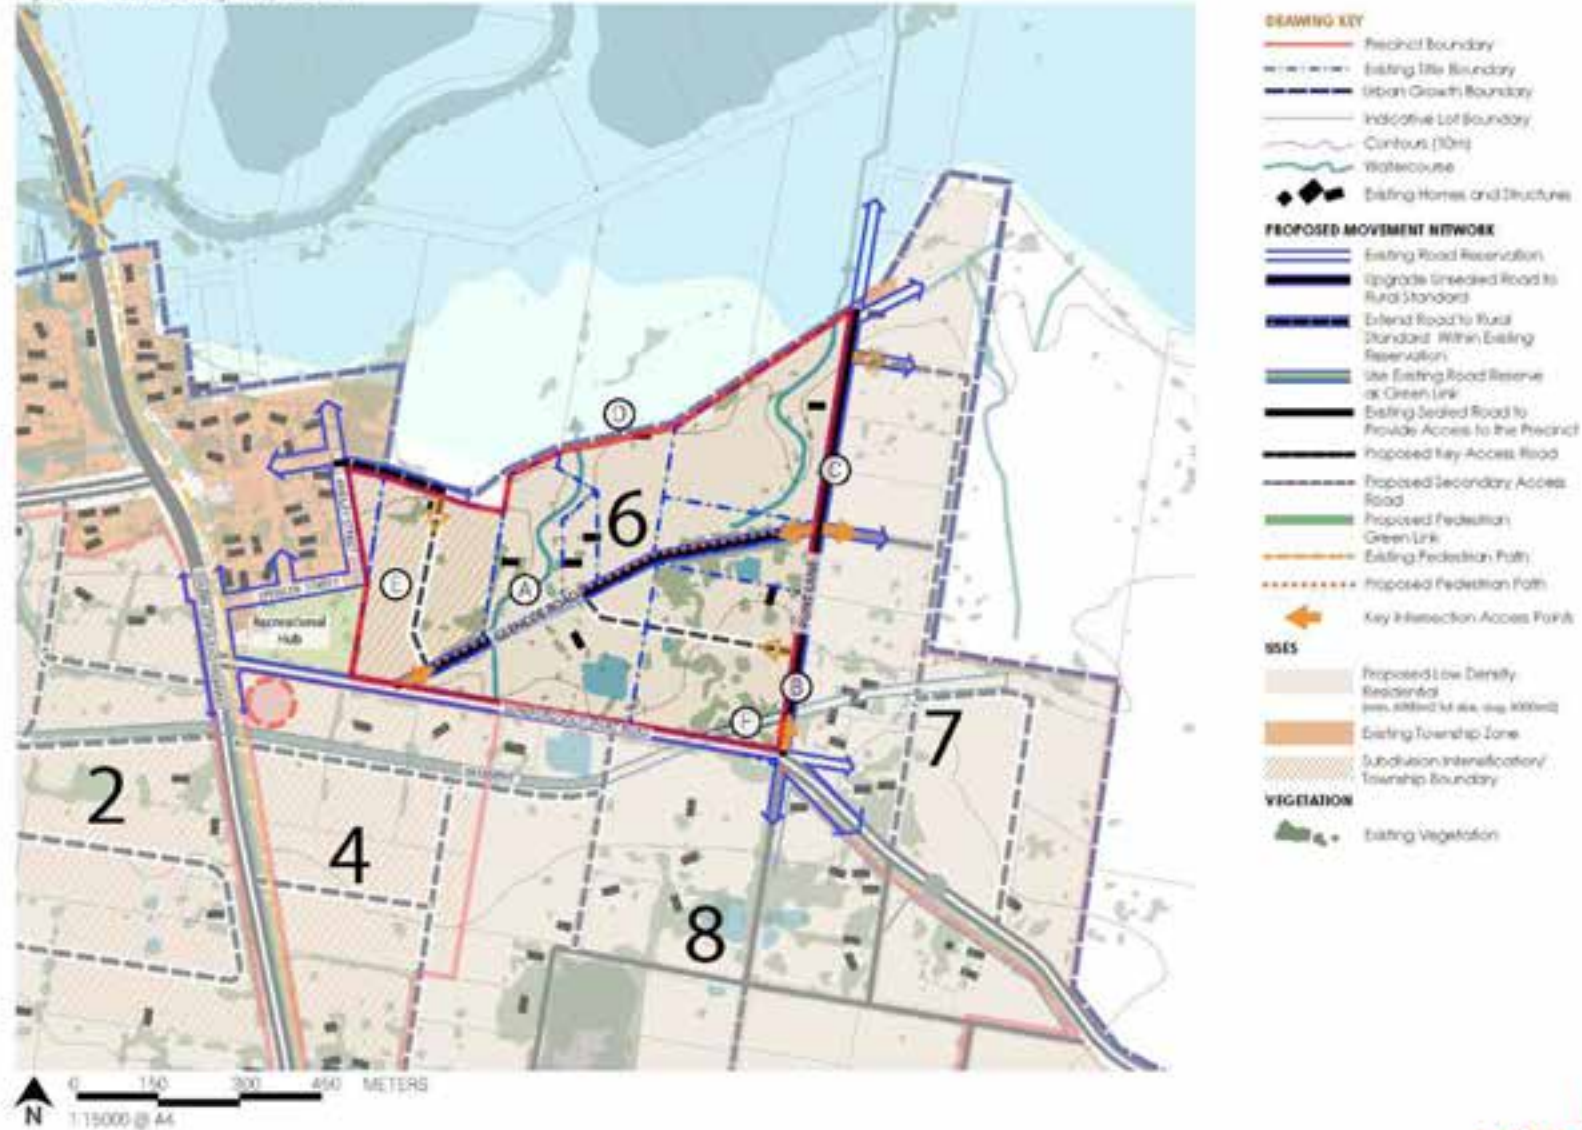 DRAWING KEY
Precinct Boundary
Existing Title Boundary
Urban Growth Boundary
Indicative Lot Boundary
Contours (10m)
Watercourse
Existing Homes and Structures
PROPOSED MOVEMENT NETWORK
Existing Road Reservation
Upgrade Unsealed Road to
Rural Standard
Extend Road to Rural
Standard Within Existing
Reservation
Use Existing Road Reserve
as Green Link
Existing Sealed Road to
Provide Access to the Precinct
Proposed Key Access Road
Proposed Secondary Access
Road
Proposed Pedestrian
Green Link
Existing Pedestrian Path
Proposed Pedestrian Path
Key Intersection Access Points
USES
Proposed Low Density
Residential
Existing Township Zone
Subdivision Intensification/
Township Boundary
VEGETATION
Existing Vegetation
D
C
6
E
A
GLENCOE ROAD
Recreational
Hub
B
F
7
2
4
8
N
0 150 300 450 METERS
1:15000 @ A4